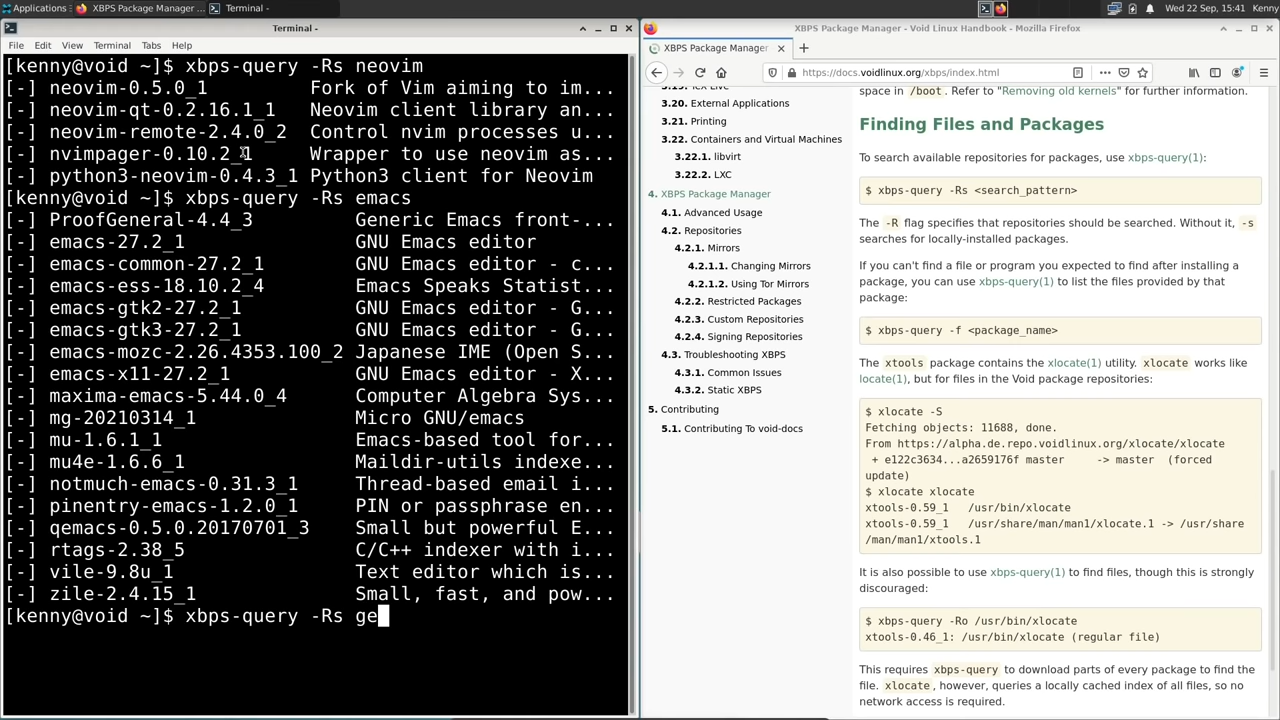 Applications
XBPS Package Manager ...
Terminal -
Wed 22 Sep, 15:41 Kenny
Terminal -
File Edit View Terminal Tabs Help
[kenny@void ~]$ xbps-query -Rs neovim
[-] neovim-0.5.0_1 Fork of Vim aiming to im...
[-] neovim-qt-0.2.16.1_1 Neovim client library an...
[-] neovim-remote-2.4.0_2 Control nvim processes u...
[-] nvimpager-0.10.2_1 Wrapper to use neovim as...
[-] python3-neovim-0.4.3_1 Python3 client for Neovim
[kenny@void ~]$ xbps-query -Rs emacs
[-] ProofGeneral-4.4_3 Generic Emacs front-...
[-] emacs-27.2_1 GNU Emacs editor
[-] emacs-common-27.2_1 GNU Emacs editor - c...
[-] emacs-ess-18.10.2_4 Emacs Speaks Statist...
[-] emacs-gtk2-27.2_1 GNU Emacs editor - G...
[-] emacs-gtk3-27.2_1 GNU Emacs editor - G...
[-] emacs-mozc-2.26.4353.100_2 Japanese IME (Open S...
[-] emacs-x11-27.2_1 GNU Emacs editor - X...
[-] maxima-emacs-5.44.0_4 Computer Algebra Sys...
[-] mg-20210314_1 Micro GNU/emacs
[-] mu-1.6.1_1 Emacs-based tool for...
[-] mu4e-1.6.6_1 Maildir-utils indexe...
[-] notmuch-emacs-0.31.3_1 Thread-based email i...
[-] pinentry-emacs-1.2.0_1 PIN or passphrase en...
[-] qemacs-0.5.0.20170701_3 Small but powerful E...
[-] rtags-2.38_5 C/C++ indexer with i...
[-] vile-9.8u_1 Text editor which is...
[-] zile-2.4.15_1 Small, fast, and pow...
[kenny@void ~]$ xbps-query -Rs ge
XBPS Package Manager - Void Linux Handbook - Mozilla Firefox
XBPS Package Manager
https://docs.voidlinux.org/xbps/index.html
3.20. External Applications
3.21. Printing
3.22. Containers and Virtual Machines
3.22.1. libvirt
3.22.2. LXC
4. XBPS Package Manager
4.1. Advanced Usage
4.2. Repositories
4.2.1. Mirrors
4.2.1.1. Changing Mirrors
4.2.1.2. Using Tor Mirrors
4.2.2. Restricted Packages
4.2.3. Custom Repositories
4.2.4. Signing Repositories
4.3. Troubleshooting XBPS
4.3.1. Common Issues
4.3.2. Static XBPS
5. Contributing
5.1. Contributing To void-docs
space in /boot. Refer to "Removing old kernels" for further information.
Finding Files and Packages
To search available repositories for packages, use xbps-query(1):
$ xbps-query -Rs <search_pattern>
The -R flag specifies that repositories should be searched. Without it, -s
searches for locally-installed packages.
If you can't find a file or program you expected to find after installing a
package, you can use xbps-query(1) to list the files provided by that
package:
$ xbps-query -f <package_name>
The xtools package contains the xlocate(1) utility. xlocate works like
locate(1), but for files in the Void package repositories:
$ xlocate -S
Fetching objects: 11688, done.
From https://alpha.de.repo.voidlinux.org/xlocate/xlocate
+ e122c3634...a2659176f master -> master (forced
update)
$ xlocate xlocate
xtools-0.59_1 /usr/bin/xlocate
xtools-0.59_1 /usr/share/man/man1/xlocate.1 -> /usr/share
/man/man1/xtools.1
It is also possible to use xbps-query(1) to find files, though this is strongly
discouraged:
$ xbps-query -Ro /usr/bin/xlocate
xtools-0.46_1: /usr/bin/xlocate (regular file)
This requires xbps-query to download parts of every package to find the
file. xlocate, however, queries a locally cached index of all files, so no
network access is required.